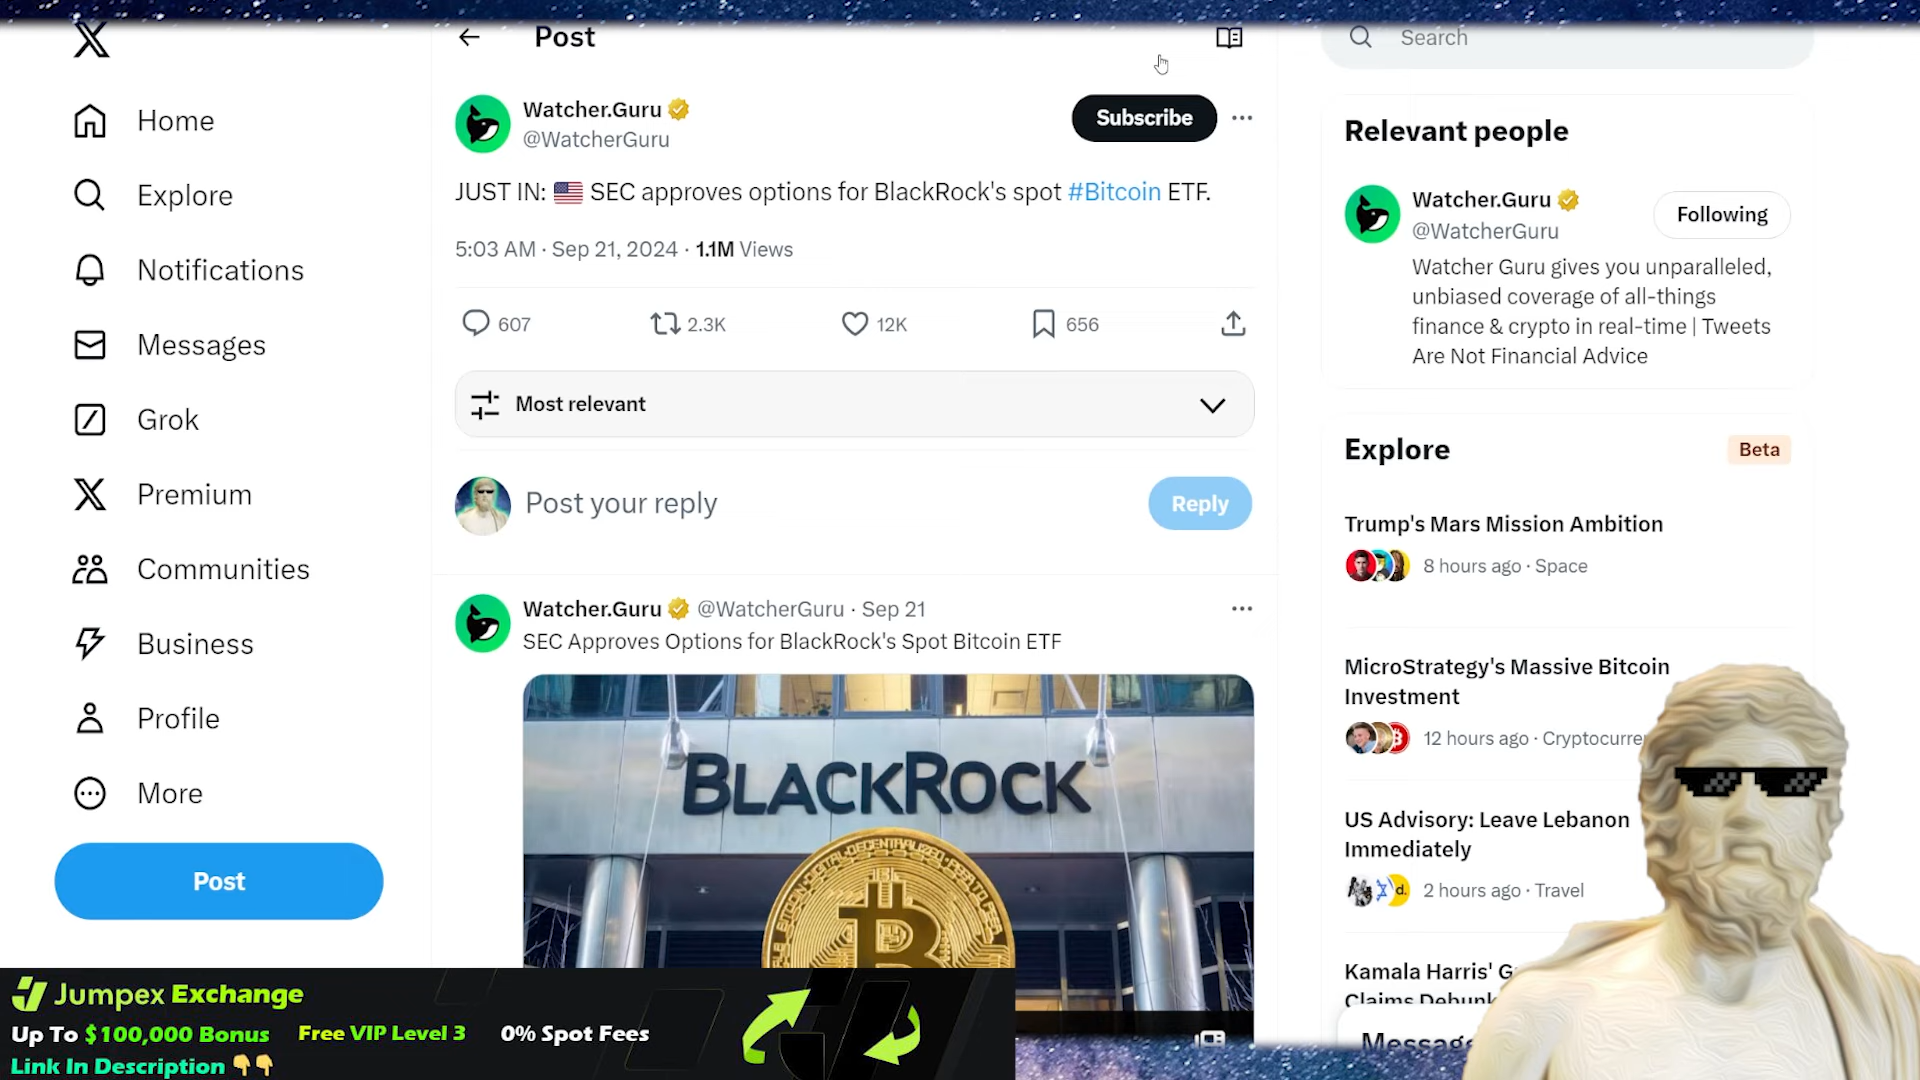 Home
Explore
Notifications
Messages
Grok
Premium
Communities
Business
Profile
More
Post
Post
Watcher.Guru
@WatcherGuru
Subscribe
JUST IN: 🇺🇸 SEC approves options for BlackRock's spot #Bitcoin ETF.
5:03 AM · Sep 21, 2024 · 1.1M Views
607 2.3K 12K 656
Most relevant
Post your reply
Reply
Watcher.Guru @WatcherGuru · Sep 21
SEC Approves Options for BlackRock's Spot Bitcoin ETF
BLACKROCK
Search
Relevant people
Watcher.Guru
@WatcherGuru
Following
Watcher Guru gives you unparalleled,
unbiased coverage of all-things
finance & crypto in real-time | Tweets
Are Not Financial Advice
Explore
Beta
Trump's Mars Mission Ambition
8 hours ago · Space
MicroStrategy's Massive Bitcoin
Investment
12 hours ago · Cryptocurre
US Advisory: Leave Lebanon
Immediately
2 hours ago · Travel
Kamala Harris' G
Claims Debunk
Message
Jumpex Exchange
Up To $100,000 Bonus Free VIP Level 3 0% Spot Fees
Link In Description 👇👇